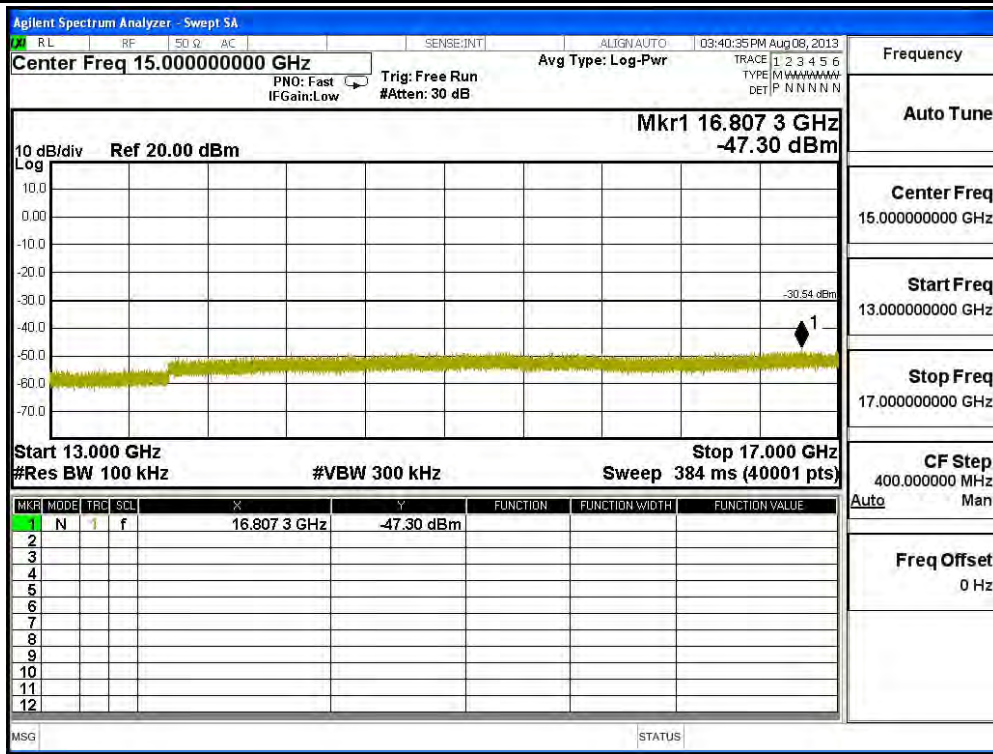 Agilent Spectrum Analyzer - Swept SA
RL RF 50 Ω AC SENSE:INT ALIGN AUTO 03:40:35 PM Aug 08, 2013
Center Freq 15.000000000 GHz
PNO: Fast
IFGain:Low
Trig: Free Run
#Atten: 30 dB
Avg Type: Log-Pwr
TRACE 1 2 3 4 5 6
TYPE MWWWWW
DET P N N N N N
Mkr1 16.807 3 GHz
-47.30 dBm
10 dB/div Ref 20.00 dBm
Log
10.0
0.00
-10.0
-20.0
-30.0
-30.54 dBm
-40.0
1
-50.0
-60.0
-70.0
Start 13.000 GHz Stop 17.000 GHz
#Res BW 100 kHz #VBW 300 kHz Sweep 384 ms (40001 pts)
MKR MODE TRC SCL X Y FUNCTION FUNCTION WIDTH FUNCTION VALUE
1 N 1 f 16.807 3 GHz -47.30 dBm
2
3
4
5
6
7
8
9
10
11
12
MSG STATUS
Frequency
Auto Tune
Center Freq
15.000000000 GHz
Start Freq
13.000000000 GHz
Stop Freq
17.000000000 GHz
CF Step
400.000000 MHz
Auto Man
Freq Offset
0 Hz